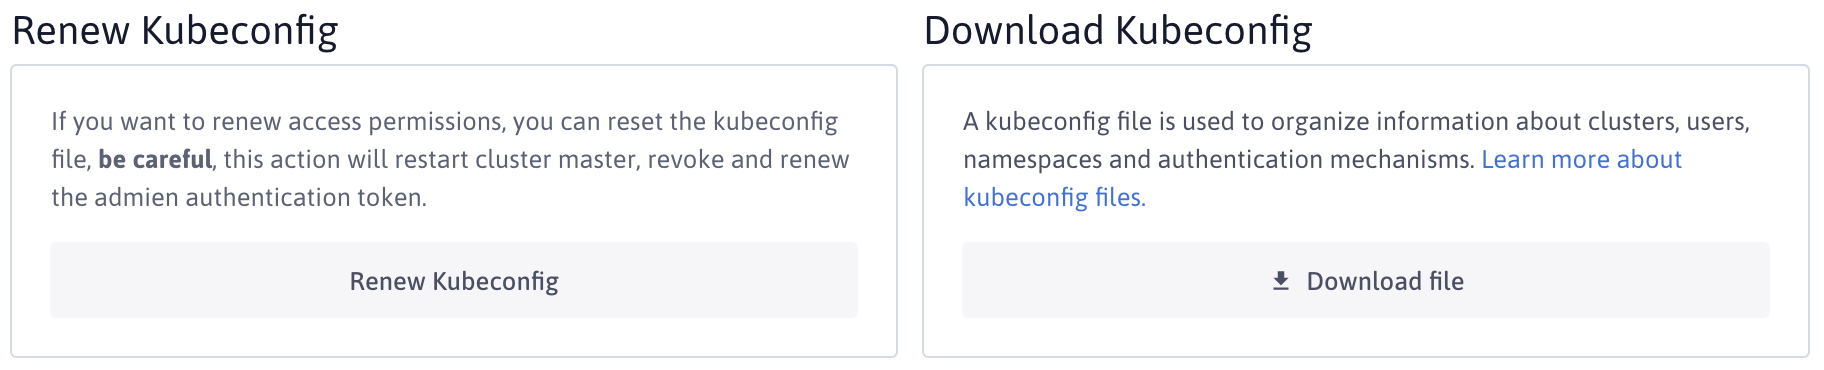 Renew Kubeconfig
If you want to renew access permissions, you can reset the kubeconfig
file, be careful, this action will restart cluster master, revoke and renew
the admien authentication token.
Renew Kubeconfig
Download Kubeconfig
A kubeconfig file is used to organize information about clusters, users,
namespaces and authentication mechanisms. Learn more about
kubeconfig files.
Download file